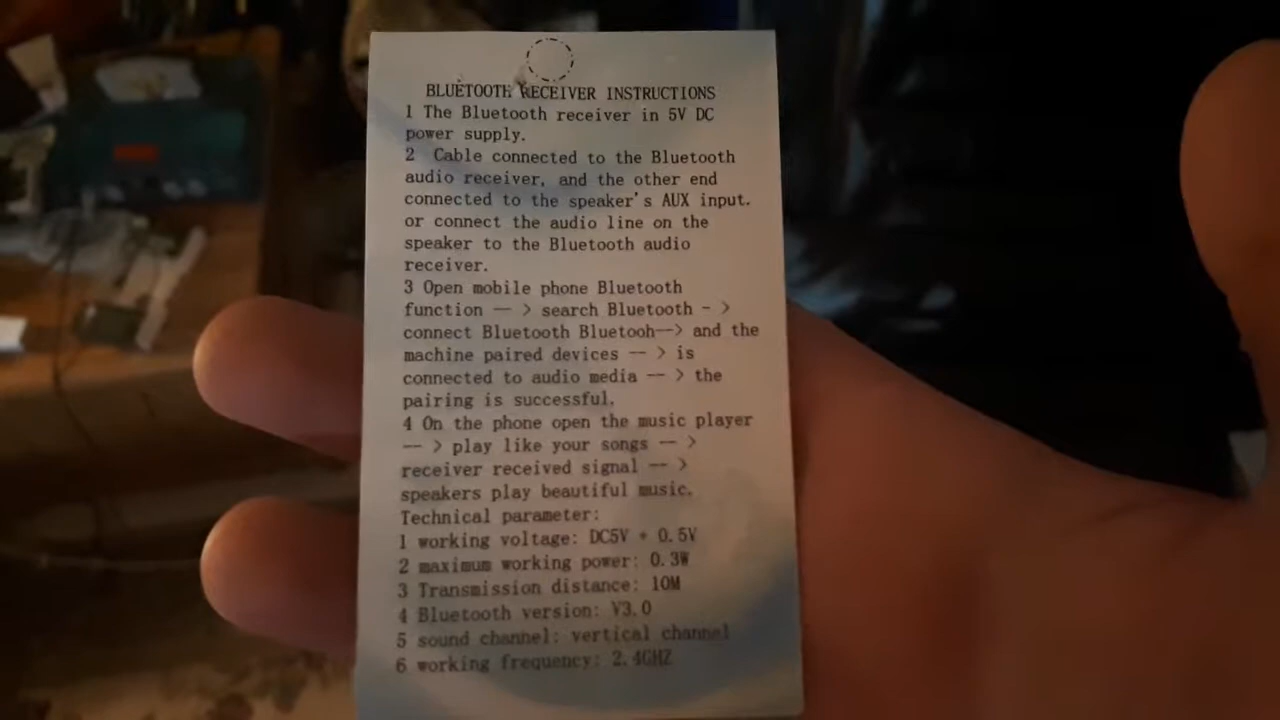 BLUETOOTH RECEIVER INSTRUCTIONS
1 The Bluetooth receiver in 5V DC
power supply.
2 Cable connected to the Bluetooth
audio receiver, and the other end
connected to the speaker's AUX input.
or connect the audio line on the
speaker to the Bluetooth audio
receiver.
3 Open mobile phone Bluetooth
function -- > search Bluetooth - >
connect Bluetooth Bluetooh--> and the
machine paired devices -- > is
connected to audio media -- > the
pairing is successful.
4 On the phone open the music player
-- > play like your songs -- >
receiver received signal -- >
speakers play beautiful music.
Technical parameter:
1 working voltage: DC5V + 0.5V
2 maximum working power: 0.3W
3 Transmission distance: 10M
4 Bluetooth version: V3.0
5 sound channel: vertical channel
6 working frequency: 2.4GHZ